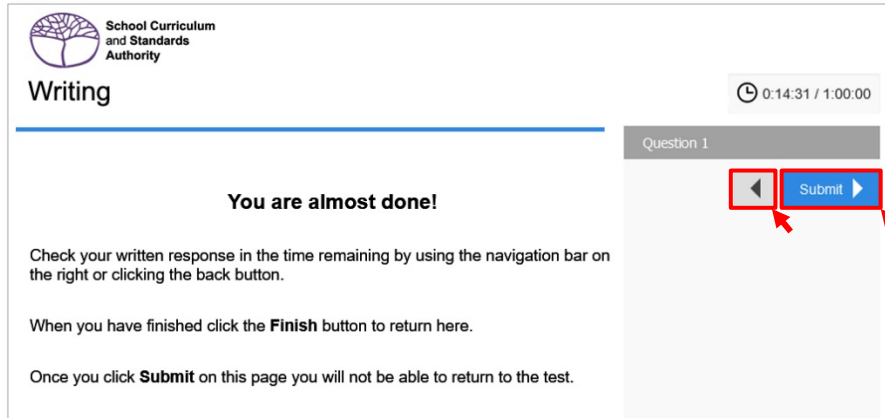 School Curriculum
and Standards
Authority
Writing
0:14:31 / 1:00:00
Question 1
Submit
You are almost done!
Check your written response in the time remaining by using the navigation bar on
the right or clicking the back button.
When you have finished click the Finish button to return here.
Once you click Submit on this page you will not be able to return to the test.